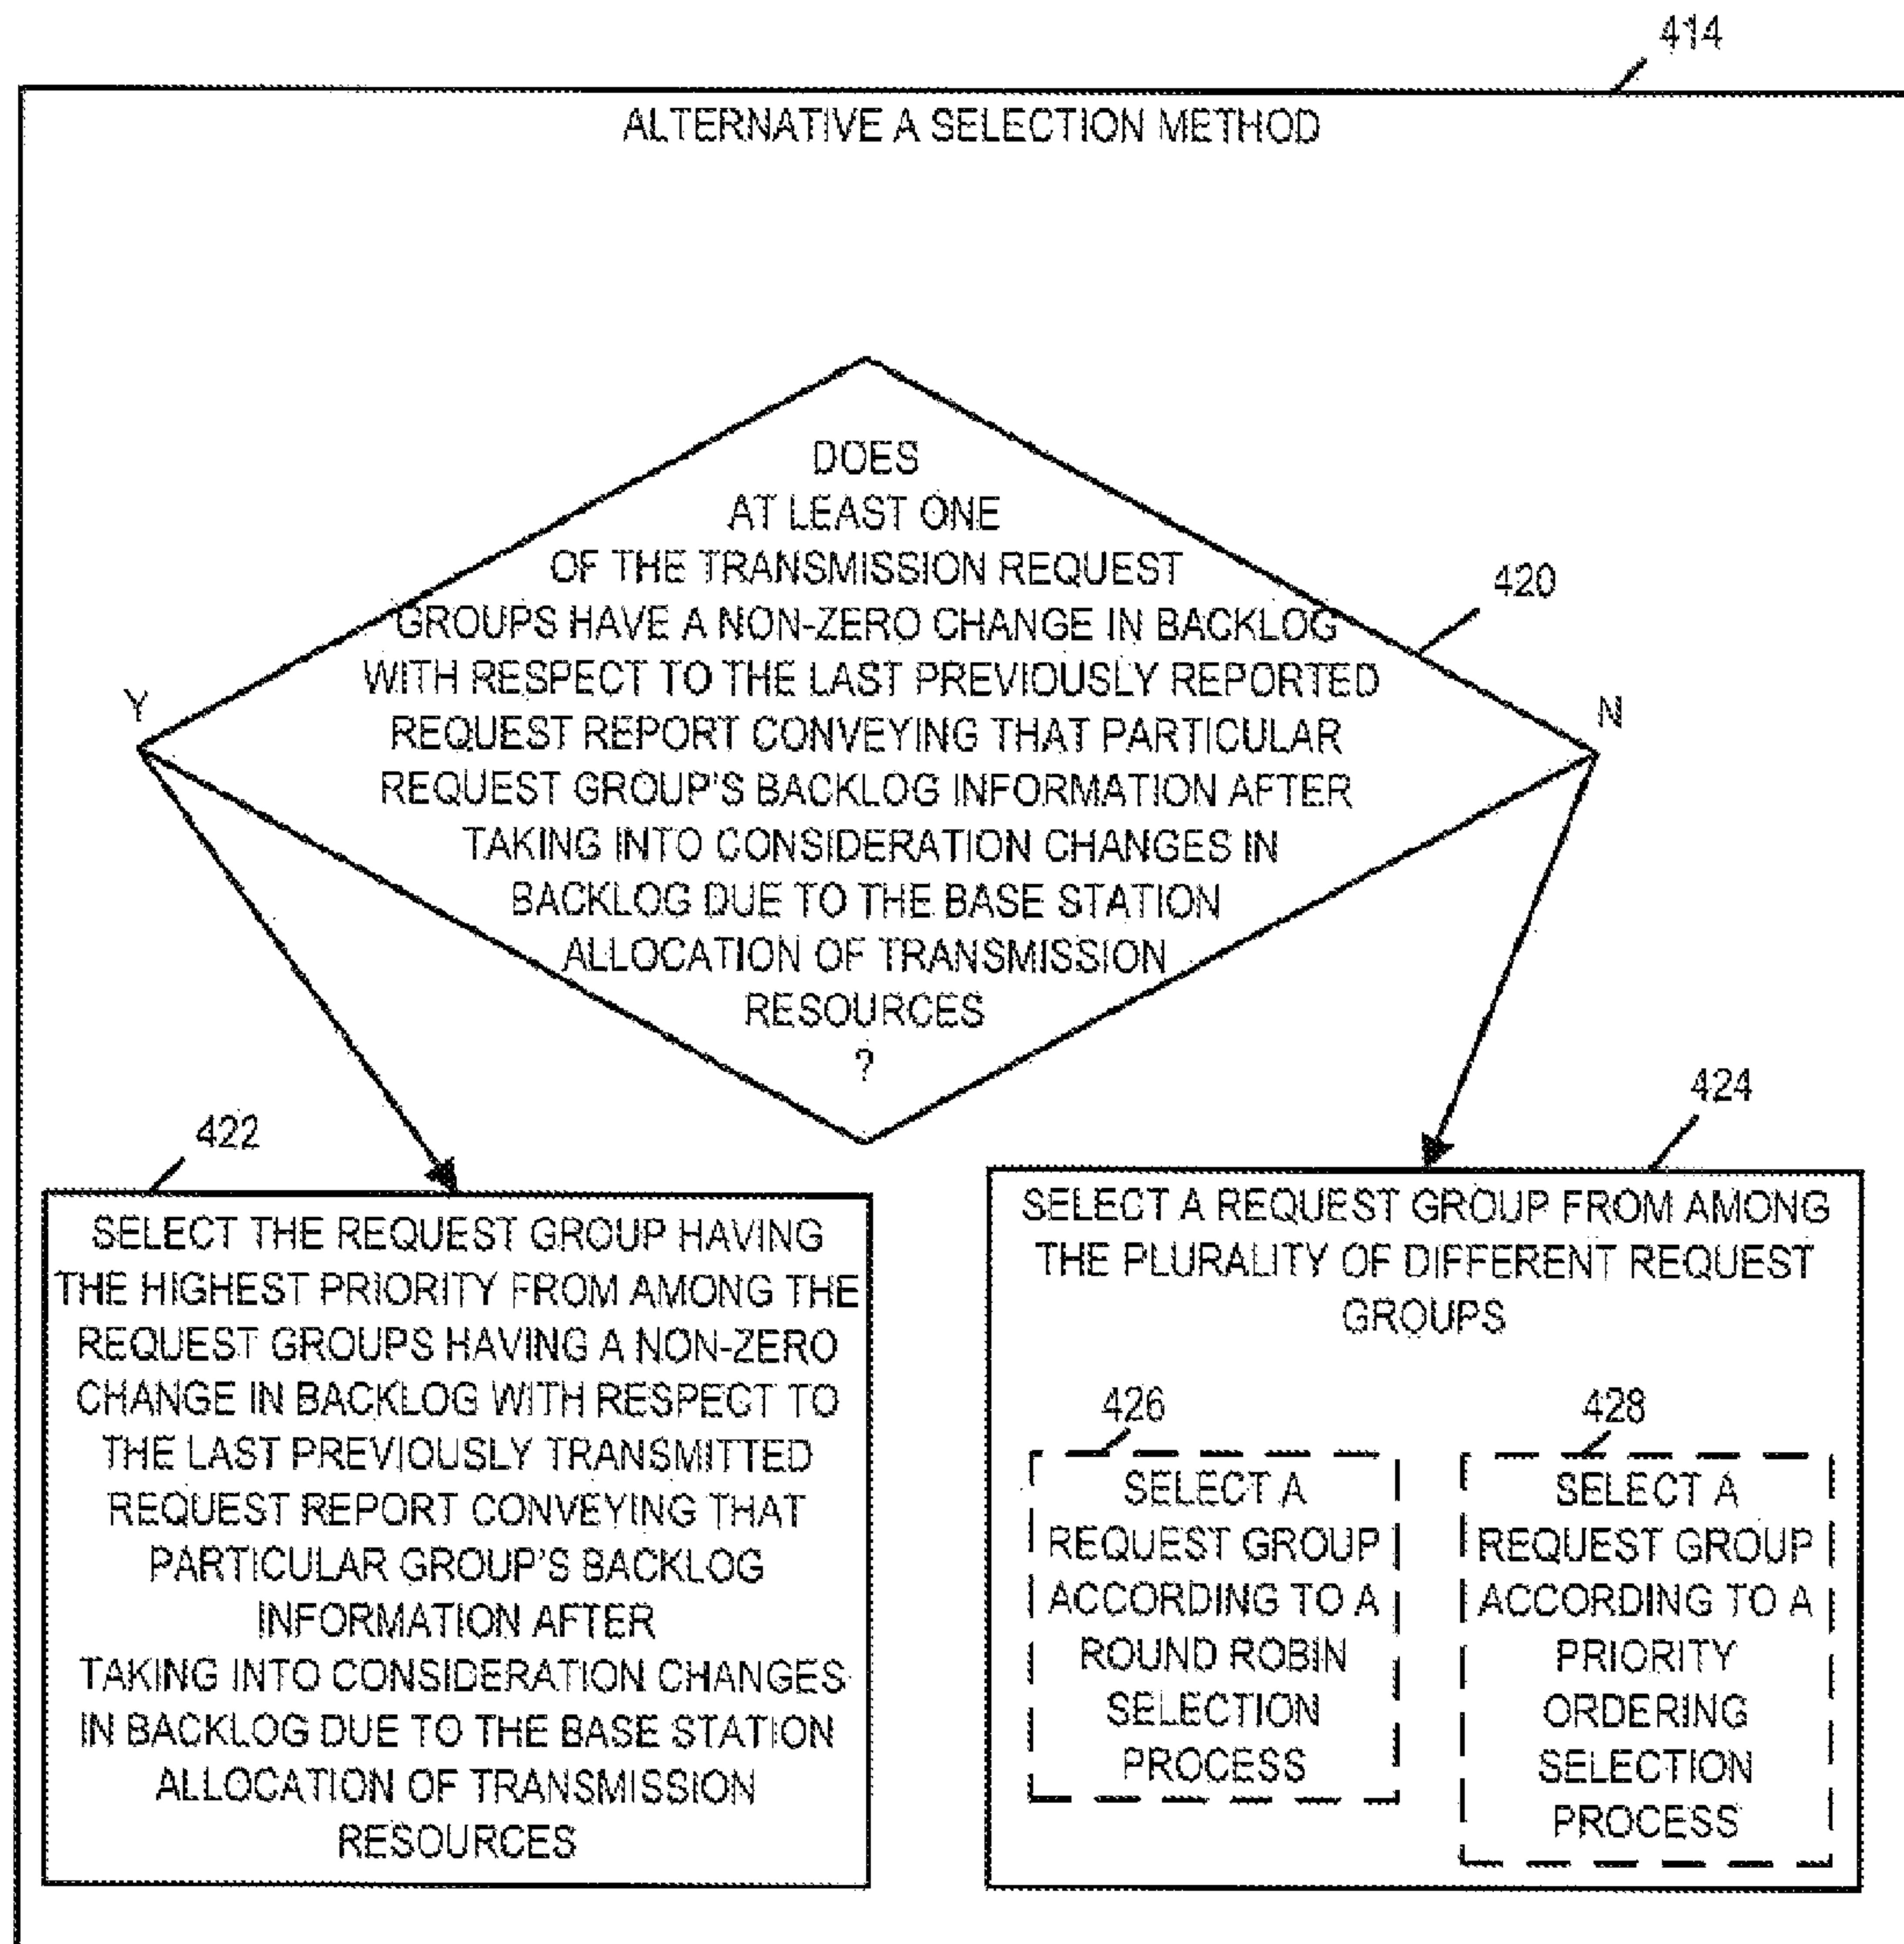 414
ALTERNATIVE A SELECTION METHOD
DOES
AT LEAST ONE
OF THE TRANSMISSION REQUEST
GROUPS HAVE A NON-ZERO CHANGE IN BACKLOG
WITH RESPECT TO THE LAST PREVIOUSLY REPORTED
REQUEST REPORT CONVEYING THAT PARTICULAR
REQUEST GROUP'S BACKLOG INFORMATION AFTER
TAKING INTO CONSIDERATION CHANGES IN
BACKLOG DUE TO THE BASE STATION
ALLOCATION OF TRANSMISSION
RESOURCES
?
420
Y
N
422
SELECT THE REQUEST GROUP HAVING
THE HIGHEST PRIORITY FROM AMONG THE
REQUEST GROUPS HAVING A NON-ZERO
CHANGE IN BACKLOG WITH RESPECT TO
THE LAST PREVIOUSLY TRANSMITTED
REQUEST REPORT CONVEYING THAT
PARTICULAR GROUP'S BACKLOG
INFORMATION AFTER
TAKING INTO CONSIDERATION CHANGES
IN BACKLOG DUE TO THE BASE STATION
ALLOCATION OF TRANSMISSION
RESOURCES
424
SELECT A REQUEST GROUP FROM AMONG
THE PLURALITY OF DIFFERENT REQUEST
GROUPS
426
SELECT A
REQUEST GROUP
ACCORDING TO A
ROUND ROBIN
SELECTION
PROCESS
428
SELECT A
REQUEST GROUP
ACCORDING TO A
PRIORITY
ORDERING
SELECTION
PROCESS